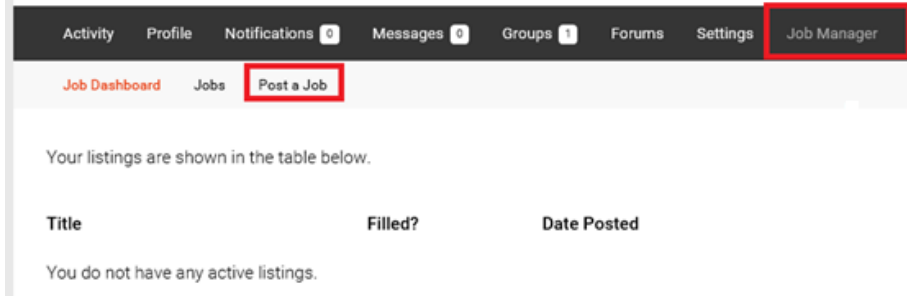 Activity Profile Notifications 0 Messages 0 Groups 1 Forums Settings Job Manager
Job Dashboard Jobs Post a Job
Your listings are shown in the table below.
Title Filled? Date Posted
You do not have any active listings.